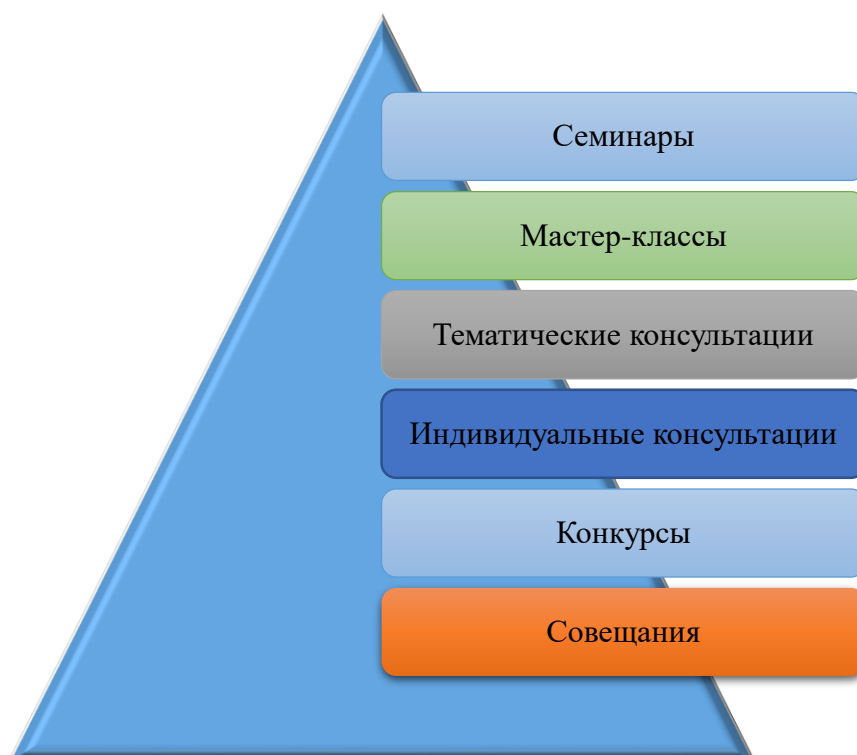 Семинары
Мастер-классы
Тематические консультации
Индивидуальные консультации
Конкурсы
Совещания